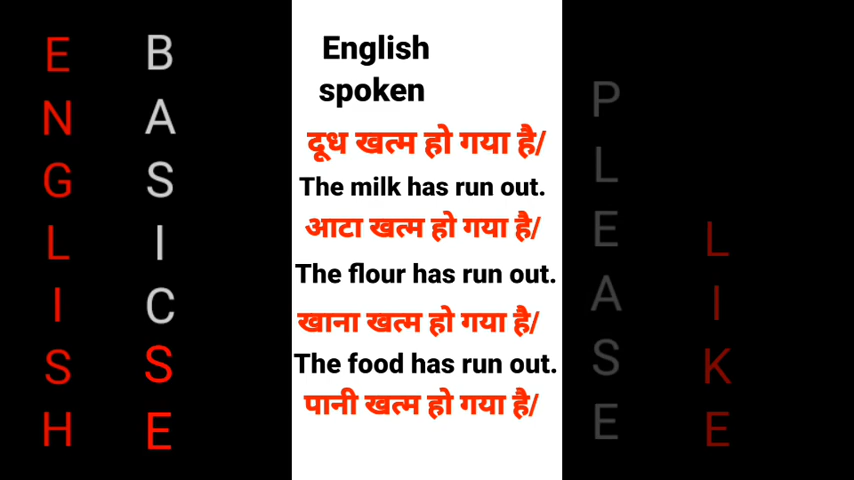 ENGLISH
BASICSE
English
spoken
दूध खत्म हो गया है/
The milk has run out.
आटा खत्म हो गया है/
The flour has run out.
खाना खत्म हो गया है/
The food has run out.
पानी खत्म हो गया है/
PLEASE
LIKE